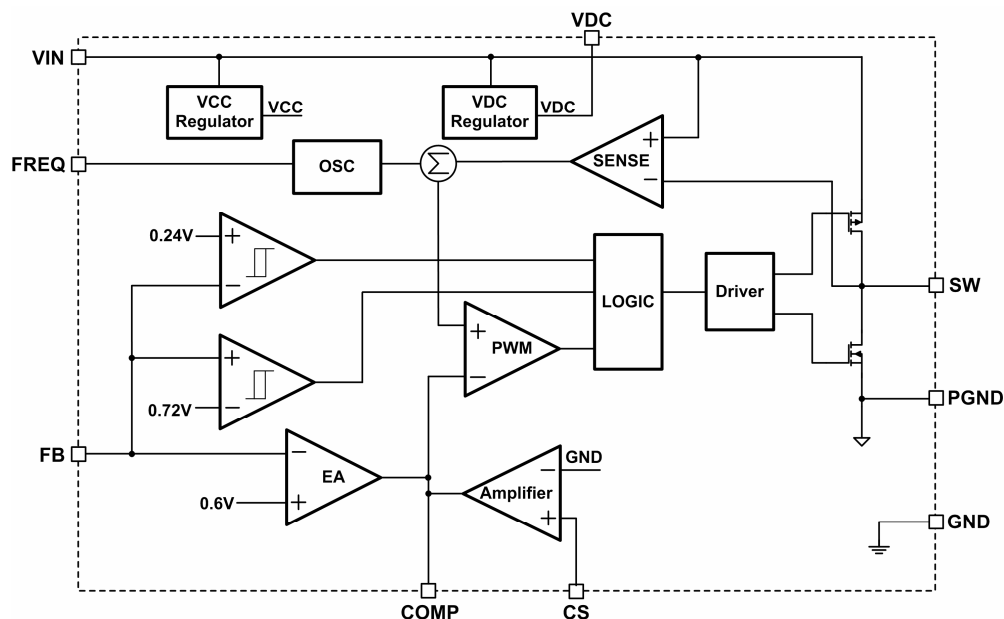 VDC
VIN
VCC
Regulator
VCC
VDC
Regulator
VDC
FREQ
OSC
Σ
SENSE
+
−
0.24V
+
−
LOGIC
Driver
SW
+
PWM
−
+
0.72V
−
PGND
FB
−
EA
0.6V
+
GND
−
Amplifier
+
GND
COMP
CS